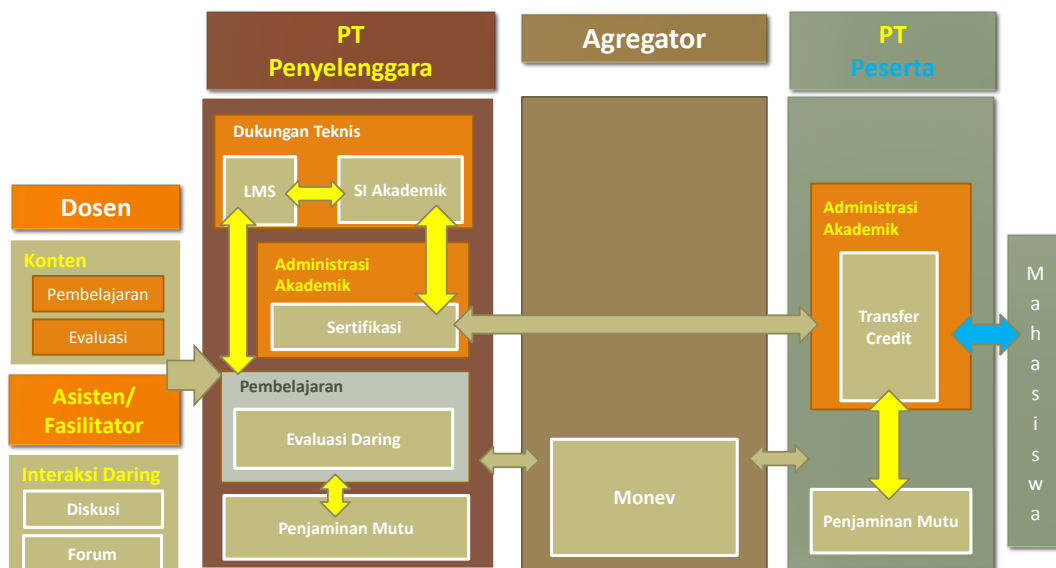 PT
Penyelenggara
Agregator
PT
Peserta
Dukungan Teknis
LMS
SI Akademik
Dosen
Konten
Pembelajaran
Evaluasi
Administrasi
Akademik
Sertifikasi
Administrasi
Akademik
Transfer
Credit
M
a
h
a
s
i
s
w
a
Asisten/
Fasilitator
Pembelajaran
Evaluasi Daring
Interaksi Daring
Diskusi
Forum
Penjaminan Mutu
Monev
Penjaminan Mutu